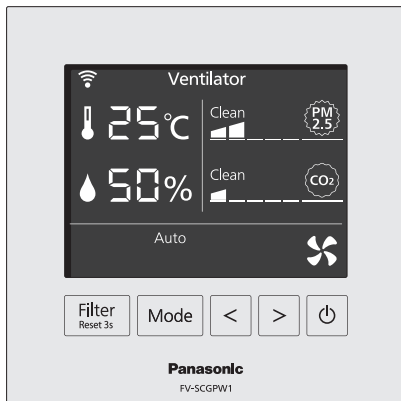 Ventilator
25℃
Clean
PM
2.5
50%
Clean
CO₂
Auto
Filter
Reset 3s
Mode
<
>
Panasonic
FV-SCGPW1